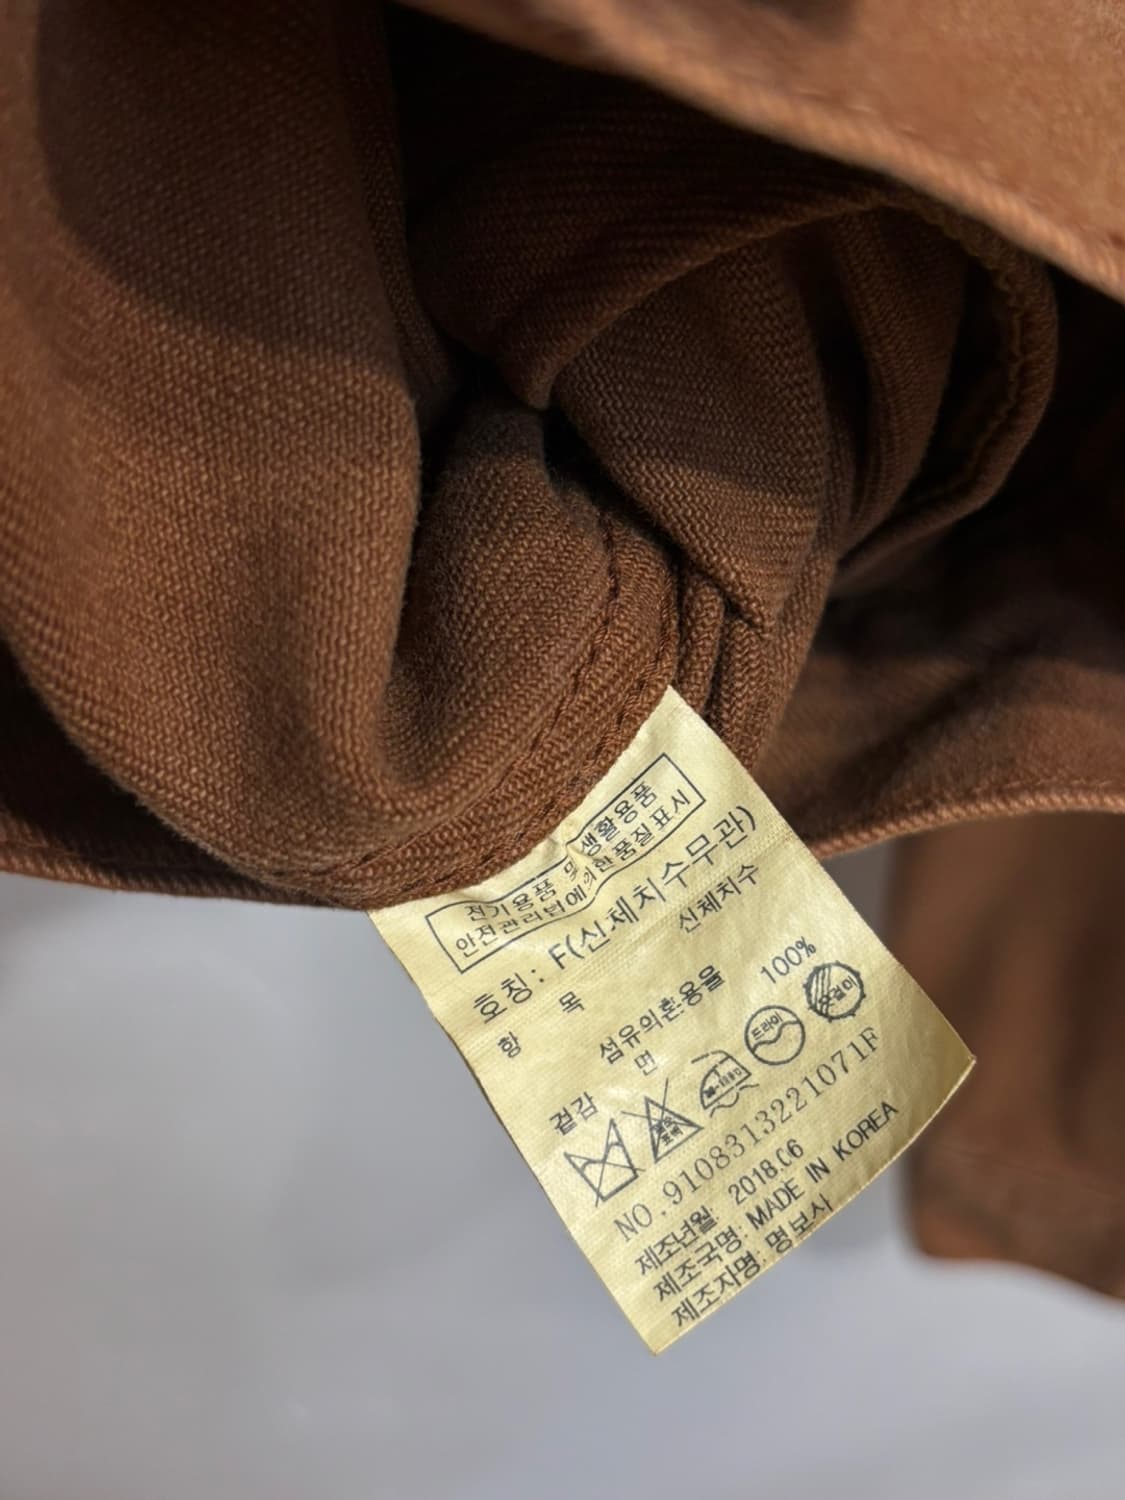 전기용품 및 생활용품
안전관리법에의한품질표시
호칭: F(신체치수무관)
신체치수
항 목
섬유의혼용율
겉감 면 100%
드라이
옷걸이
NO.9108313221071F
제조년월: 2018.06
제조국명: MADE IN KOREA
제조자명: 명보사